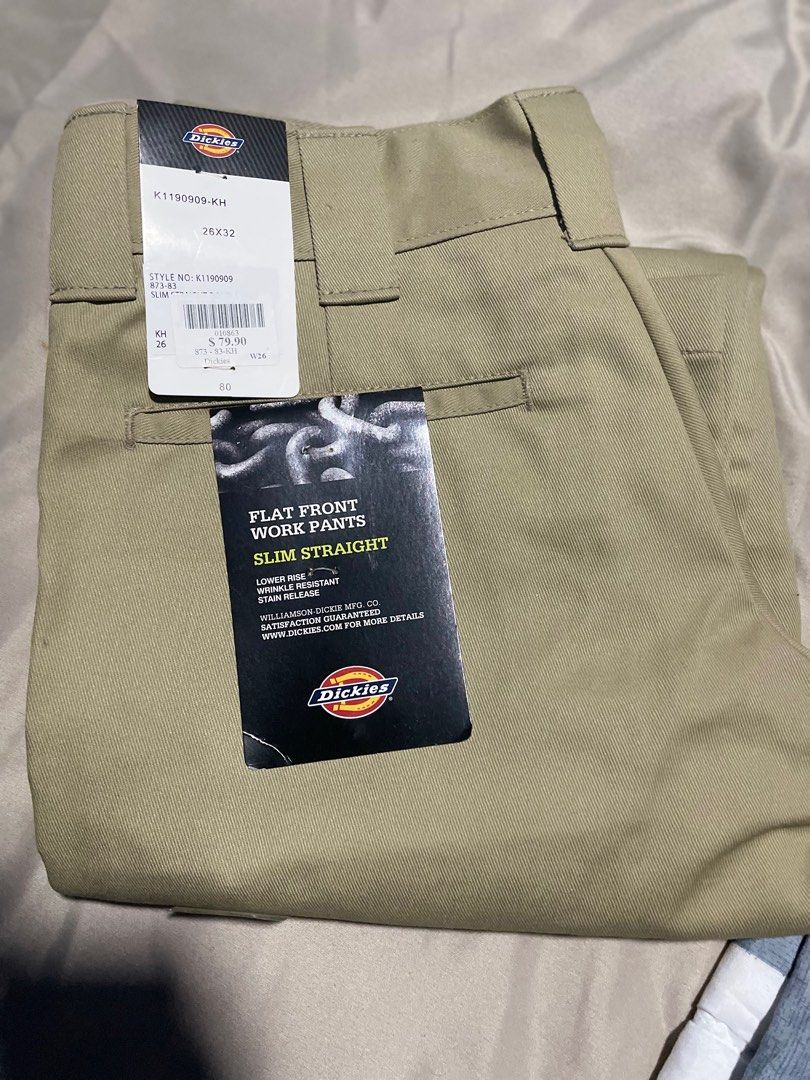 Dickies
K1190909-KH
26X32
STYLE NO: K1190909
873-83
KH
26
010863
$ 79.90
873 - 83-KH
Dickies W26
80
FLAT FRONT
WORK PANTS
SLIM STRAIGHT
LOWER RISE
WRINKLE RESISTANT
STAIN RELEASE
WILLIAMSON-DICKIE MFG. CO.
SATISFACTION GUARANTEED
WWW.DICKIES.COM FOR MORE DETAILS
Dickies